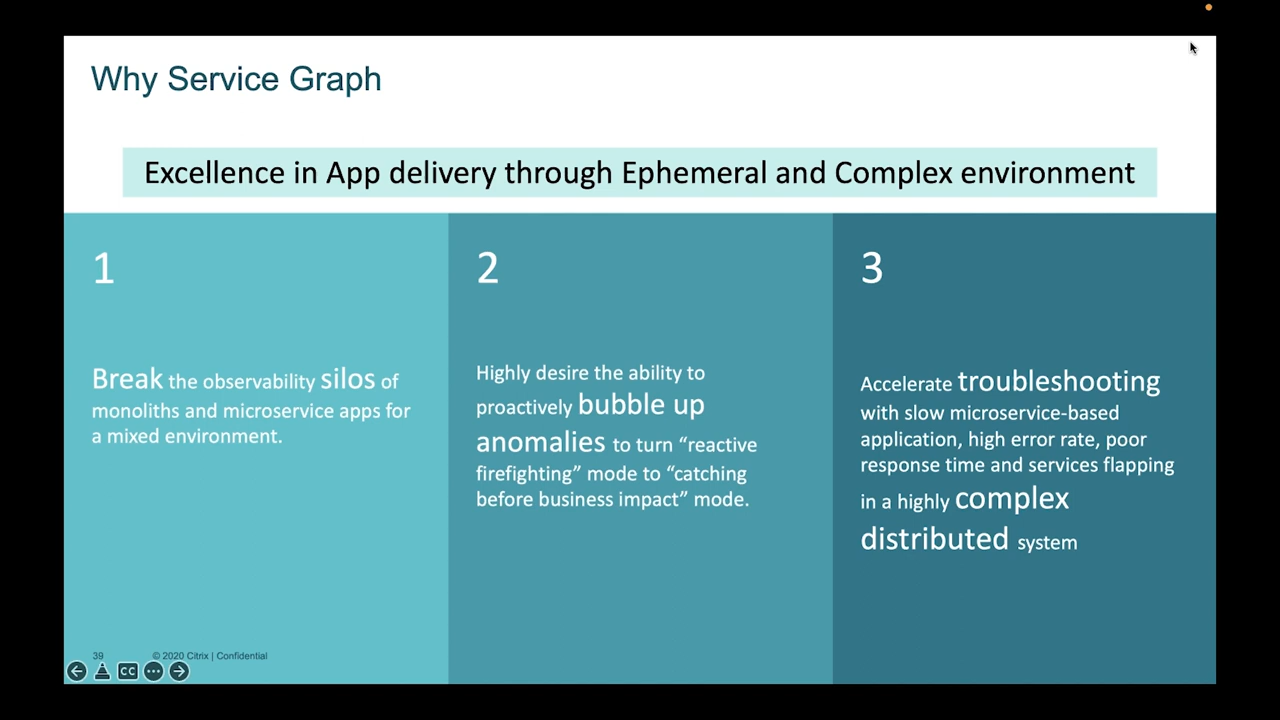 Why Service Graph
Excellence in App delivery through Ephemeral and Complex environment
1
Break the observability silos of
monoliths and microservice apps for
a mixed environment.
2
Highly desire the ability to
proactively bubble up
anomalies to turn “reactive
firefighting” mode to “catching
before business impact” mode.
3
Accelerate troubleshooting
with slow microservice-based
application, high error rate, poor
response time and services flapping
in a highly complex
distributed system
39 © 2020 Citrix | Confidential
CC